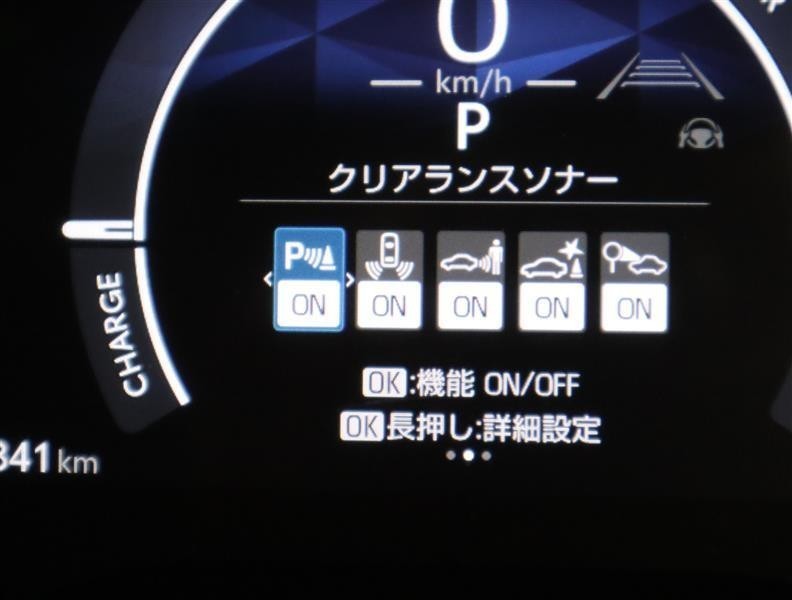 0
km/h
P
クリアランスソナー
P
ON ON ON ON ON
CHARGE
OK:機能 ON/OFF
OK長押し:詳細設定
841km